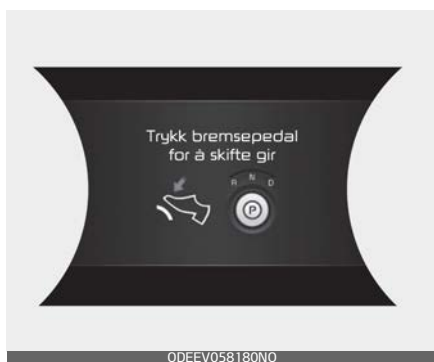 Trykk bremsepedal
for å skifte gir
R N D
P
ODEEV058180NO